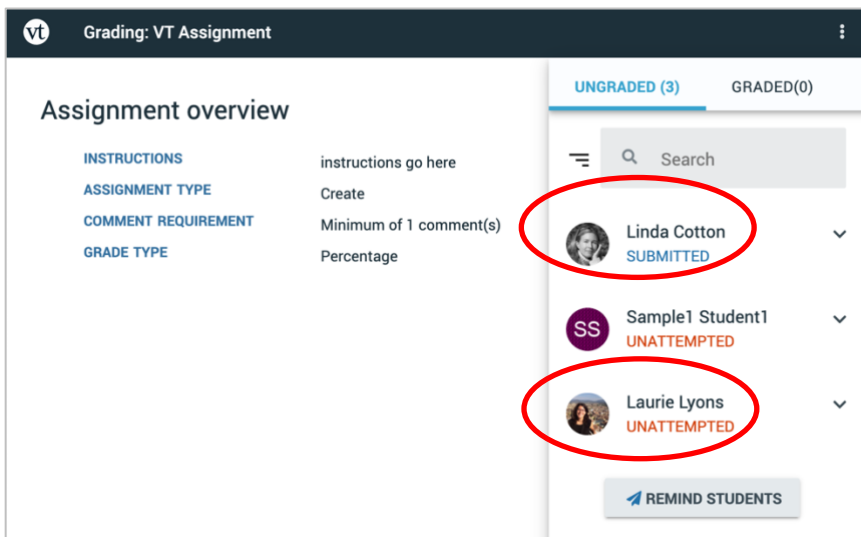 vt Grading: VT Assignment
UNGRADED (3) GRADED(0)
Assignment overview
INSTRUCTIONS instructions go here
ASSIGNMENT TYPE Create
COMMENT REQUIREMENT Minimum of 1 comment(s)
GRADE TYPE Percentage
Search
Linda Cotton
SUBMITTED
SS Sample1 Student1
UNATTEMPTED
Laurie Lyons
UNATTEMPTED
REMIND STUDENTS